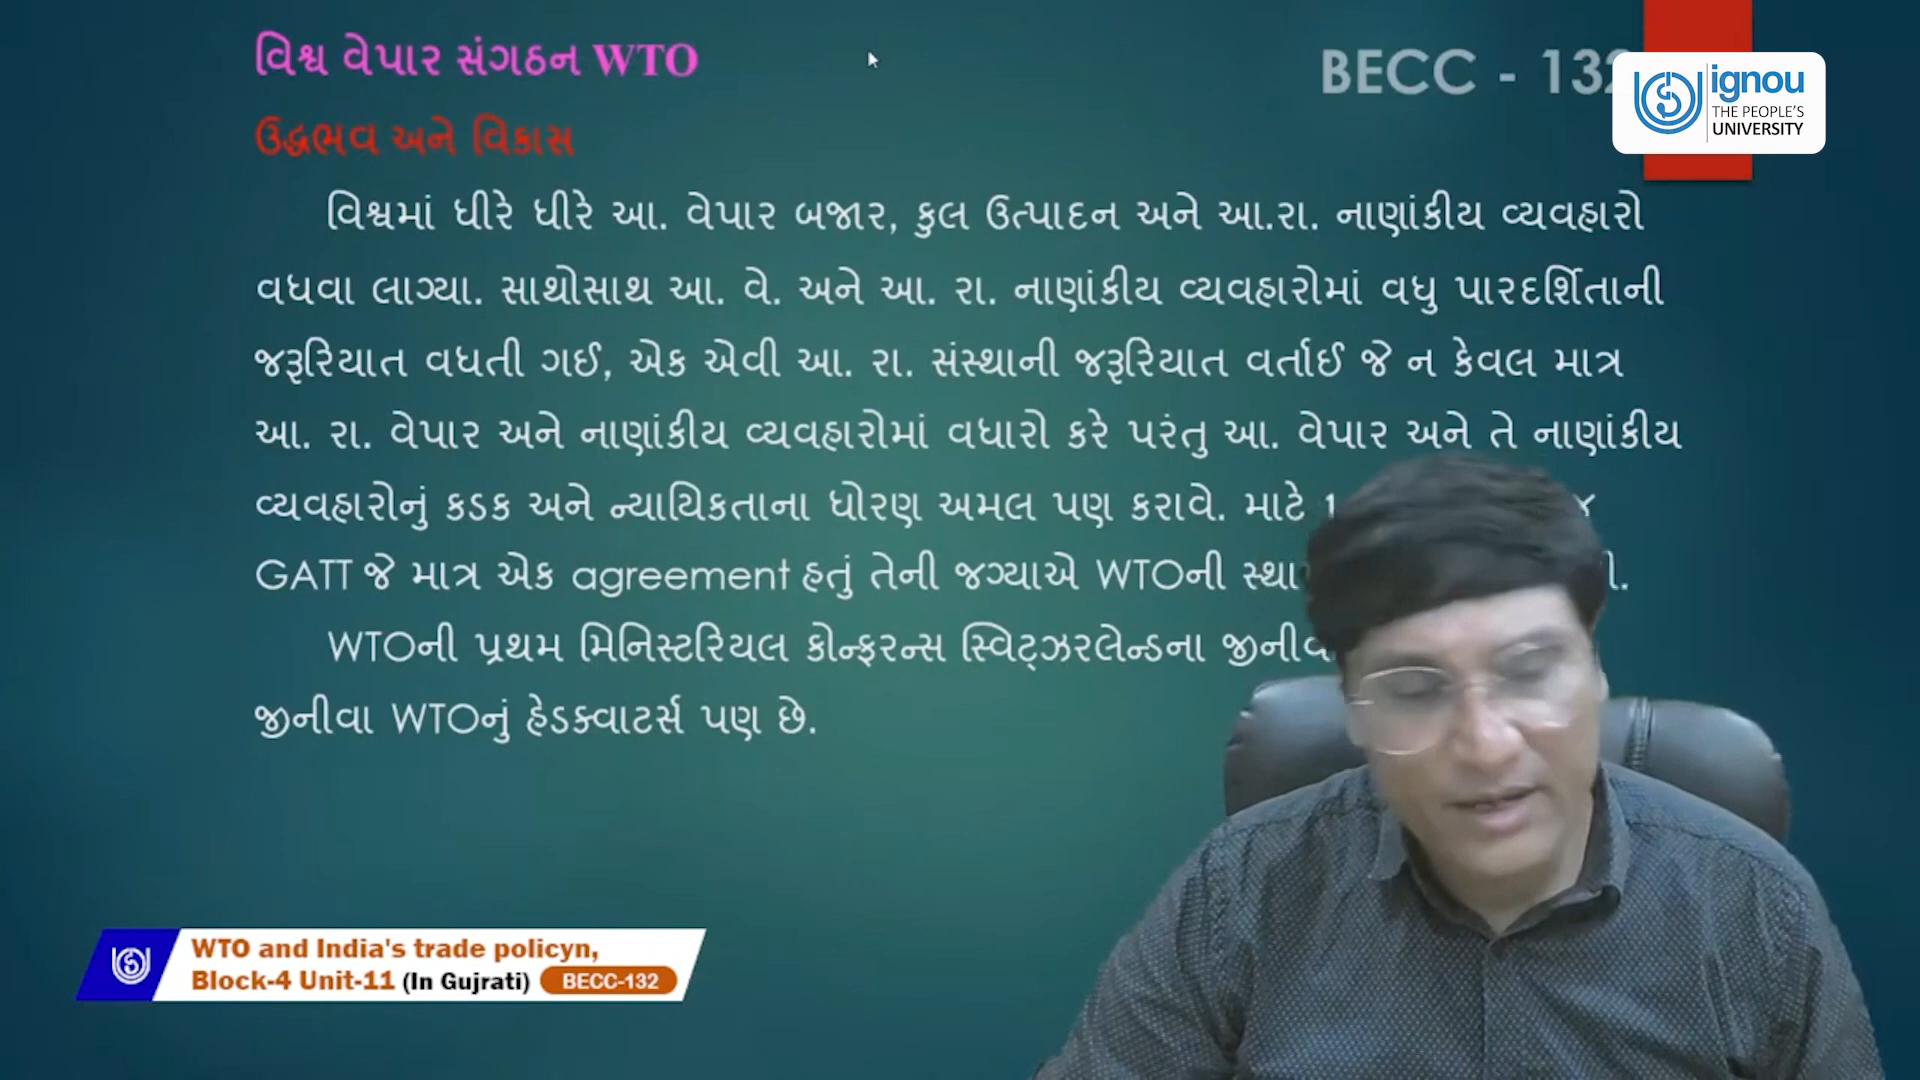 વિશ્વ વેપાર સંગઠન WTO
BECC - 132
ignou
THE PEOPLE'S
UNIVERSITY
ઉદ્ધભવ અને વિકાસ
વિશ્વમાં ધીરે ધીરે આ. વેપાર બજાર, કુલ ઉત્પાદન અને આ.રા. નાણાંકીય વ્યવહારો
વધવા લાગ્યા. સાથોસાથ આ. વે. અને આ. રા. નાણાંકીય વ્યવહારોમાં વધુ પારદર્શિતાની
જરૂરિયાત વધતી ગઈ, એક એવી આ. રા. સંસ્થાની જરૂરિયાત વર્તાઈ જે ન કેવલ માત્ર
આ. રા. વેપાર અને નાણાંકીય વ્યવહારોમાં વધારો કરે પરંતુ આ. વેપાર અને તે નાણાંકીય
વ્યવહારોનું કડક અને ન્યાયિકતાના ધોરણ અમલ પણ કરાવે. માટે
GATT જે માત્ર એક agreement હતું તેની જગ્યાએ WTOની
WTOની પ્રથમ મિનિસ્ટરિયલ કોન્ફરન્સ સ્વિટ્ઝરલેન્ડના
જીનીવા WTOનું હેડક્વાટર્સ પણ છે.
WTO and India's trade policyn,
Block-4 Unit-11 (In Gujrati) BECC-132